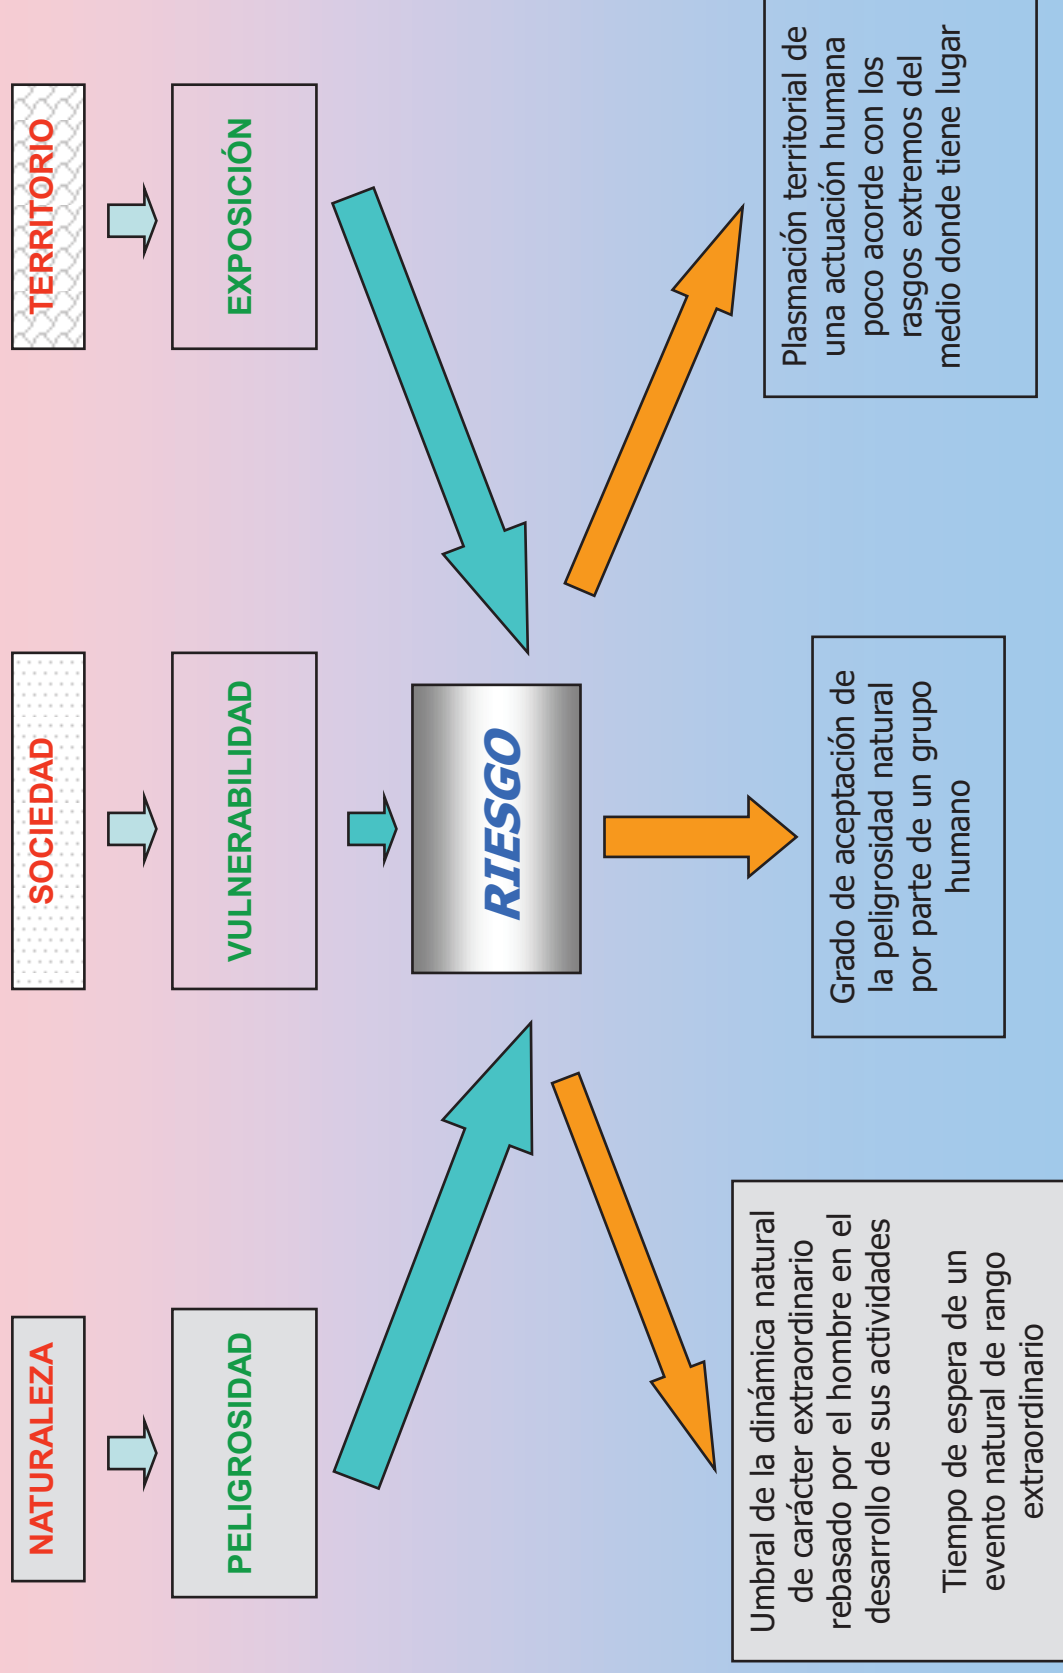 NATURALEZA
SOCIEDAD
TERRITORIO
PELIGROSIDAD
VULNERABILIDAD
EXPOSICIÓN
RIESGO
Umbral de la dinámica natural
de carácter extraordinario
rebasado por el hombre en el
desarrollo de sus actividades
Tiempo de espera de un
evento natural de rango
extraordinario
Grado de aceptación de
la peligrosidad natural
por parte de un grupo
humano
Plasmación territorial de
una actuación humana
poco acorde con los
rasgos extremos del
medio donde tiene lugar